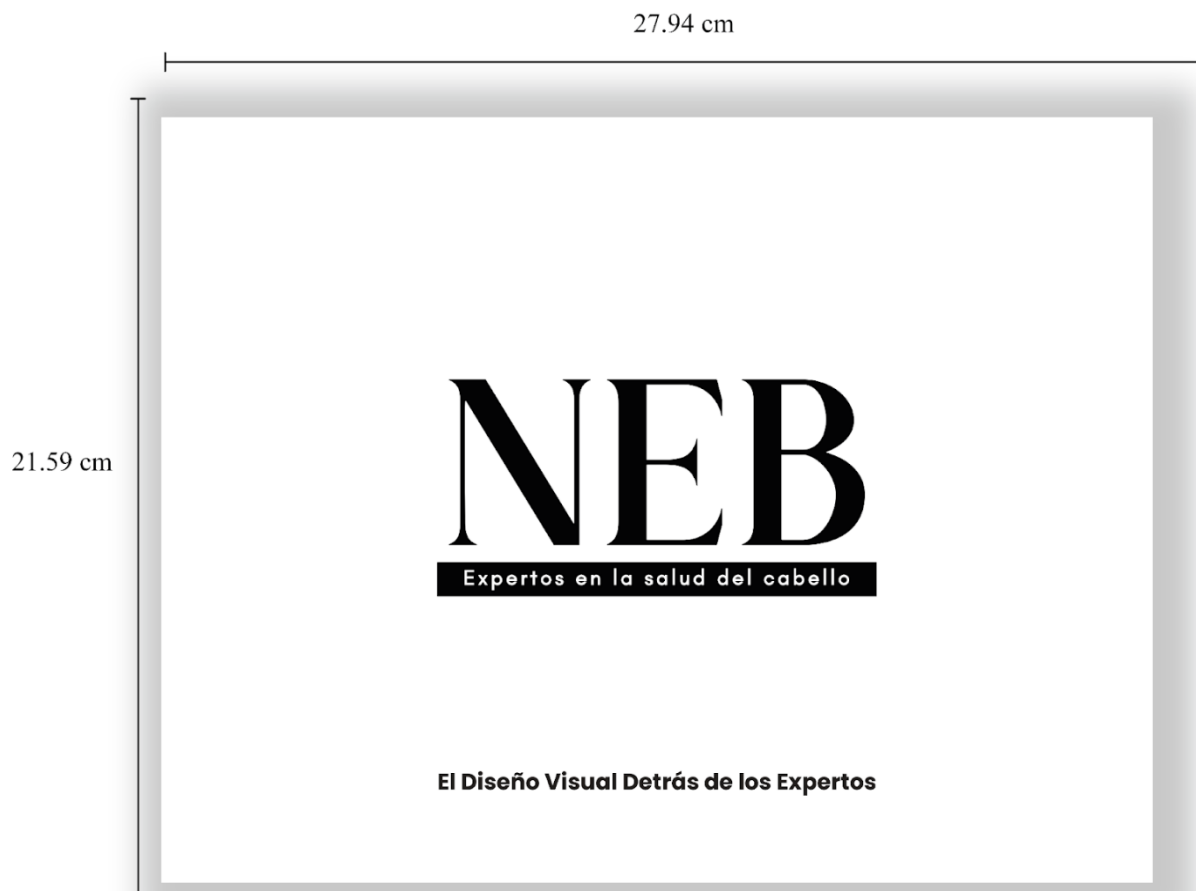 27.94 cm
21.59 cm
NEB
Expertos en la salud del cabello
El Diseño Visual Detrás de los Expertos